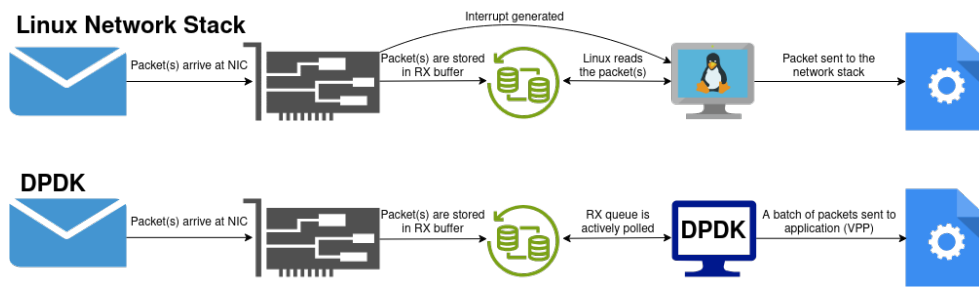 Linux Network Stack
Interrupt generated
Packet(s) arrive at NIC
Packet(s) are stored
in RX buffer
Linux reads
the packet(s)
Packet sent to the
network stack
DPDK
Packet(s) arrive at NIC
Packet(s) are stored
in RX buffer
RX queue is
actively polled
DPDK
A batch of packets sent to
application (VPP)